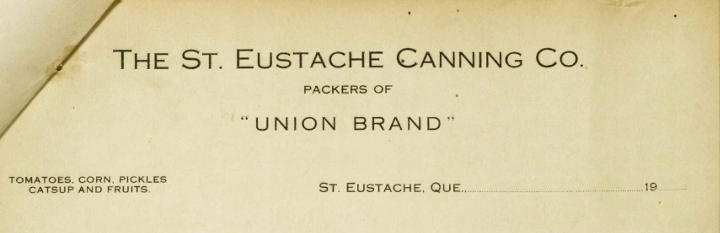 THE ST. EUSTACHE CANNING CO.
PACKERS OF
"UNION BRAND"
TOMATOES, CORN, PICKLES
CATSUP AND FRUITS.
ST. EUSTACHE, QUE.,........................................19......